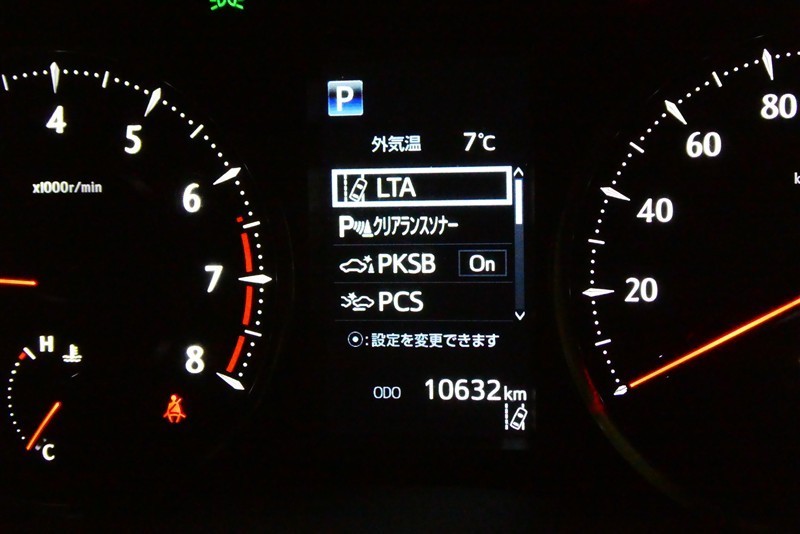 4
5
6
7
8
x1000r/min
H
C
P
外気温 7℃
LTA
Pクリアランスソナー
PKSB On
PCS
:設定を変更できます
ODO 10632km
80
60
40
20